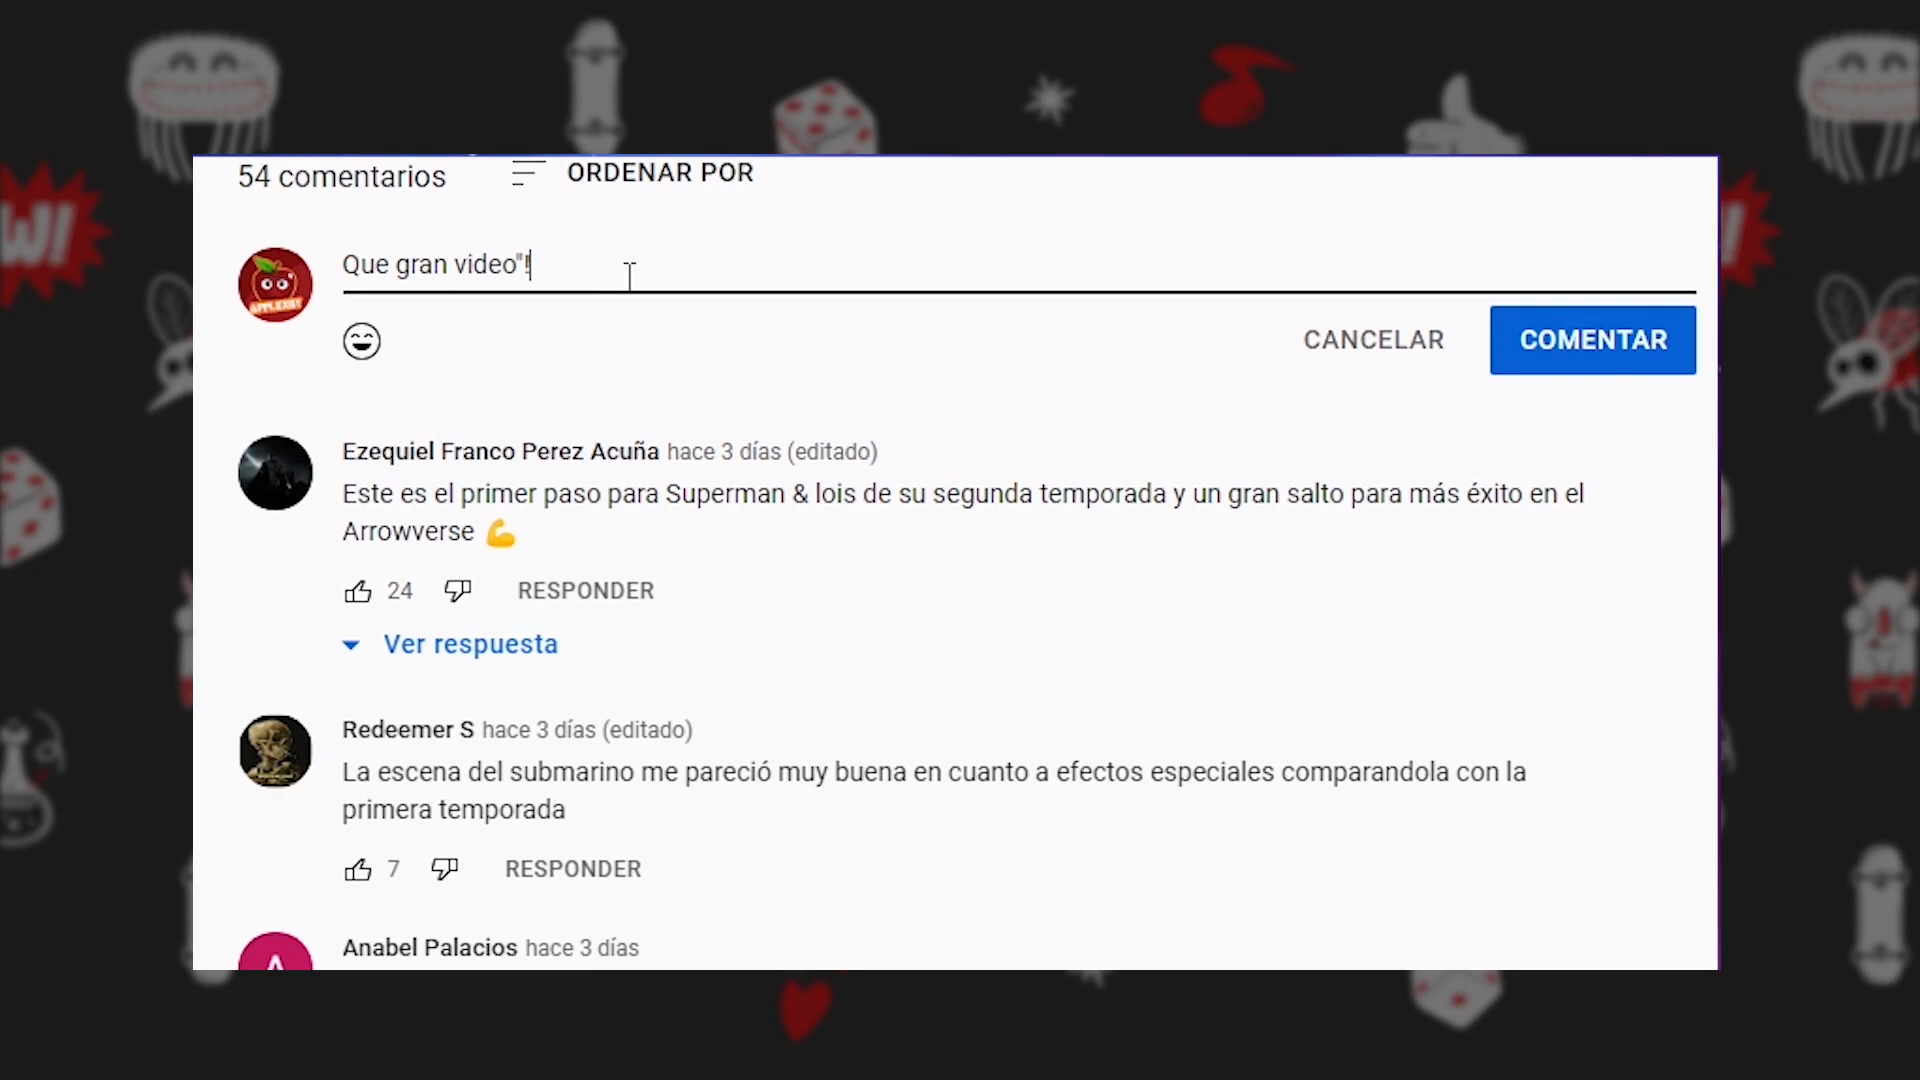 54 comentarios
ORDENAR POR
Que gran video"!
CANCELAR
COMENTAR
Ezequiel Franco Perez Acuña hace 3 días (editado)
Este es el primer paso para Superman & lois de su segunda temporada y un gran salto para más éxito en el
Arrowverse 💪
24
RESPONDER
Ver respuesta
Redeemer S hace 3 días (editado)
La escena del submarino me pareció muy buena en cuanto a efectos especiales comparandola con la
primera temporada
7
RESPONDER
Anabel Palacios hace 3 días